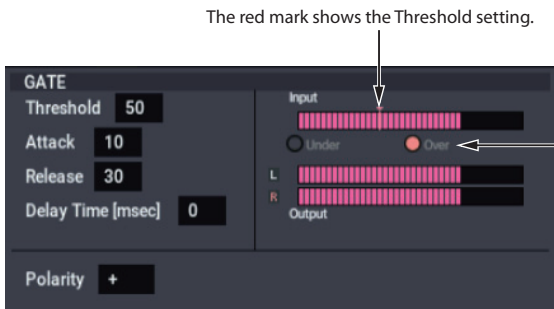 The red mark shows the Threshold setting.
GATE
Threshold 50
Attack 10
Release 30
Delay Time [msec] 0
Polarity +
Input
Under Over
L
R
Output